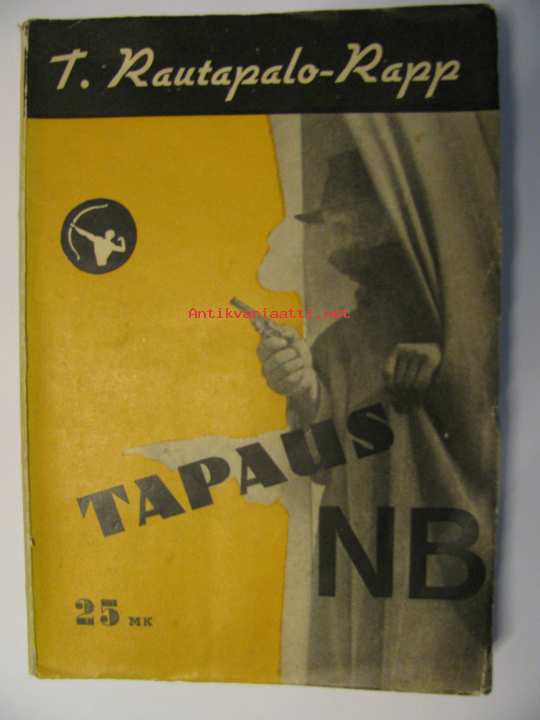 T. Rautapalo-Rapp
Antikvariaatti.net
TAPAUS
NB
25 MK